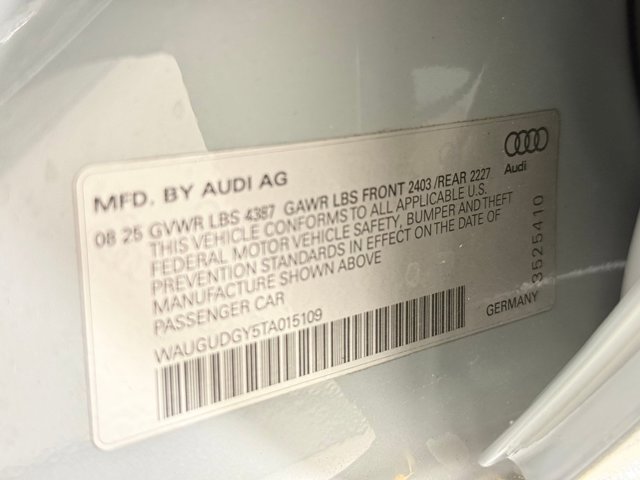 MFD. BY AUDI AG
Audi
08 25 GVWR LBS 4387 GAWR LBS FRONT 2403 /REAR 2227
THIS VEHICLE CONFORMS TO ALL APPLICABLE U.S.
FEDERAL MOTOR VEHICLE SAFETY, BUMPER AND THEFT
PREVENTION STANDARDS IN EFFECT ON THE DATE OF
MANUFACTURE SHOWN ABOVE
PASSENGER CAR
WAUGUDGY5TA015109
GERMANY
3525410